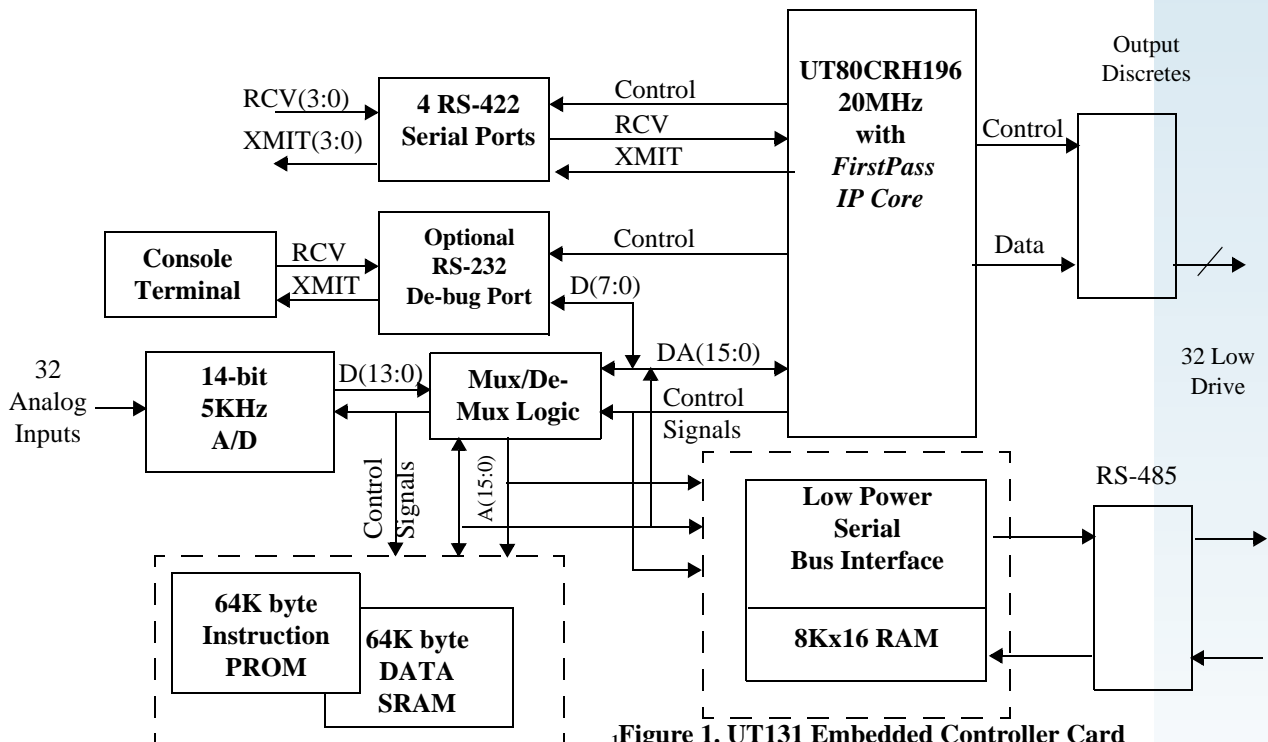 Output
Discretes
UT80CRH196
20MHz
with
FirstPass
IP Core
4 RS-422
Serial Ports
RCV(3:0)
XMIT(3:0)
Control
RCV
XMIT
Control
Data
Optional
RS-232
De-bug Port
Console
Terminal
RCV
XMIT
Control
D(7:0)
32
Analog
Inputs
14-bit
5KHz
A/D
D(13:0)
Mux/De-
Mux Logic
DA(15:0)
Control
Signals
32 Low
Drive
Control
Signals
A(15:0)
Low Power
Serial
Bus Interface
8Kx16 RAM
RS-485
64K byte
Instruction
PROM
64K byte
DATA
SRAM
1
Figure 1. UT131 Embedded Controller Card